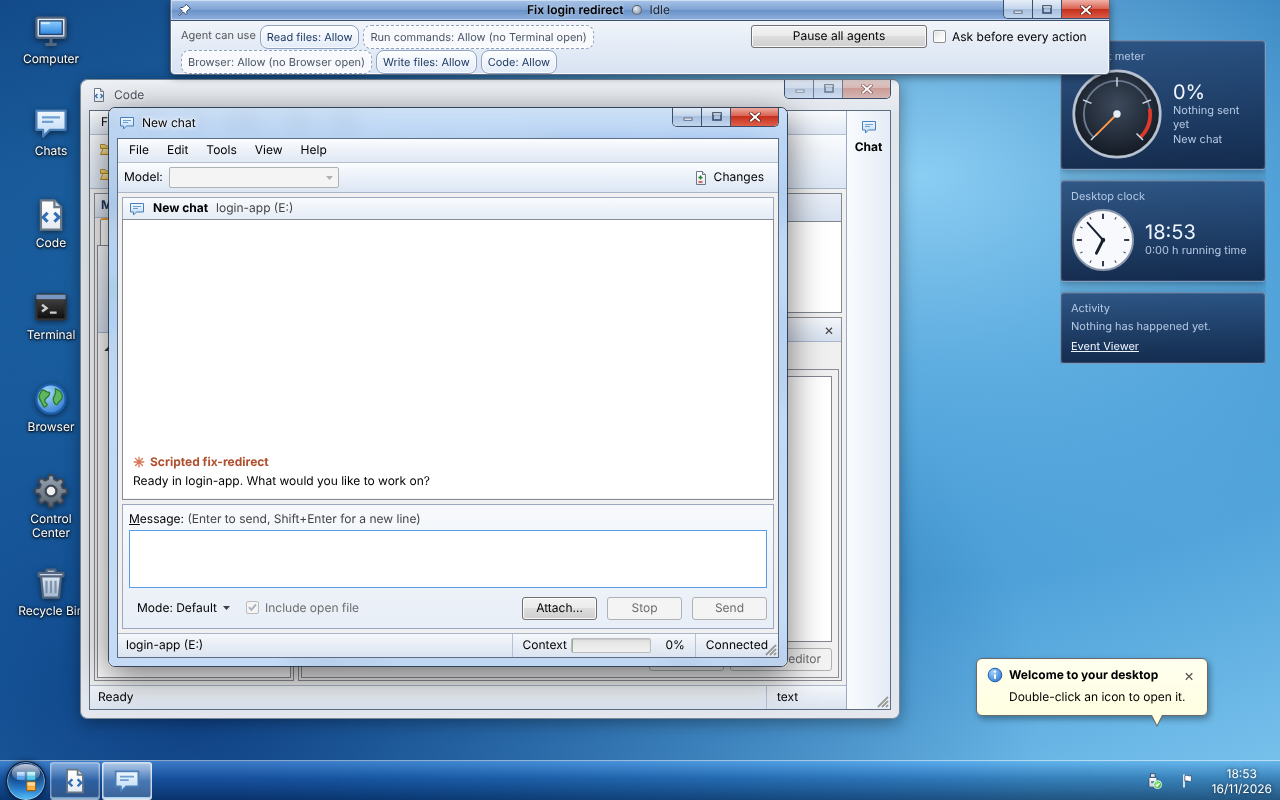 Fix login redirect Idle
Agent can use Read files: Allow Run commands: Allow (no Terminal open)
Browser: Allow (no Browser open) Write files: Allow Code: Allow
Pause all agents Ask before every action
Computer
Chats
Code
Terminal
Browser
Control
Center
Recycle Bin
Code
New chat
File Edit Tools View Help
Model: Changes
New chat login-app (E:)
Scripted fix-redirect
Ready in login-app. What would you like to work on?
Message: (Enter to send, Shift+Enter for a new line)
Mode: Default Include open file Attach... Stop Send
login-app (E:) Context 0% Connected
Chat
editor
Ready text
meter
0%
Nothing sent
yet
New chat
Desktop clock
18:53
0:00 h running time
Activity
Nothing has happened yet.
Event Viewer
Welcome to your desktop
Double-click an icon to open it.
18:53
16/11/2026